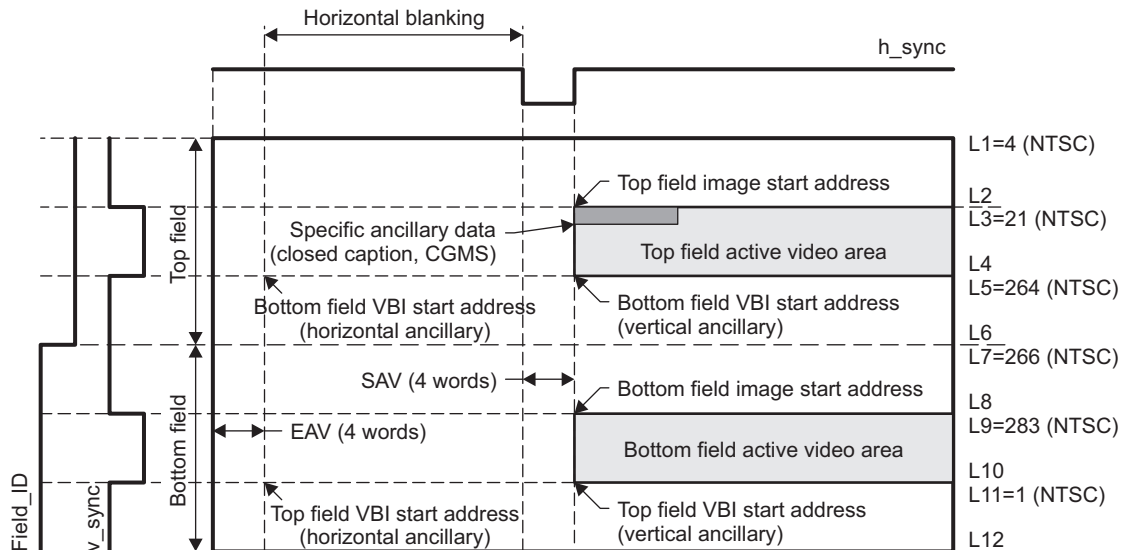 Horizontal blanking
h_sync
L1=4 (NTSC)
Top field image start address
L2
L3=21 (NTSC)
Specific ancillary data
(closed caption, CGMS)
Top field active video area
Top field
L4
L5=264 (NTSC)
Bottom field VBI start address
(horizontal ancillary)
Bottom field VBI start address
(vertical ancillary)
L6
L7=266 (NTSC)
SAV (4 words)
Bottom field image start address
L8
L9=283 (NTSC)
EAV (4 words)
Bottom field active video area
Bottom field
L10
L11=1 (NTSC)
Top field VBI start address
(horizontal ancillary)
Top field VBI start address
(vertical ancillary)
L12
Field_ID
v_sync